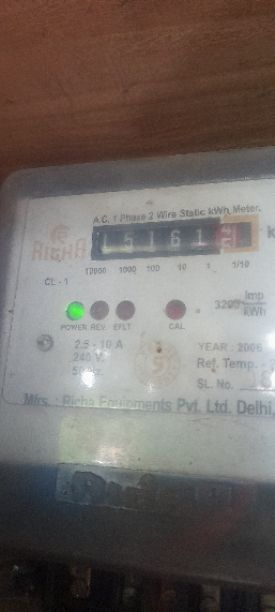 A.C. 1 Phase 2 Wire Static kWh Meter.
RICHA
15161
k
10000 1000 100 10 1 1/10
CL - 1
Imp
kWh
POWER REV. EFLT CAL
2.5 - 10 A
240 V
YEAR : 2006
Ref. Temp.
SL. No.
Mfrs. : Richa Equipments Pvt. Ltd. Delhi.